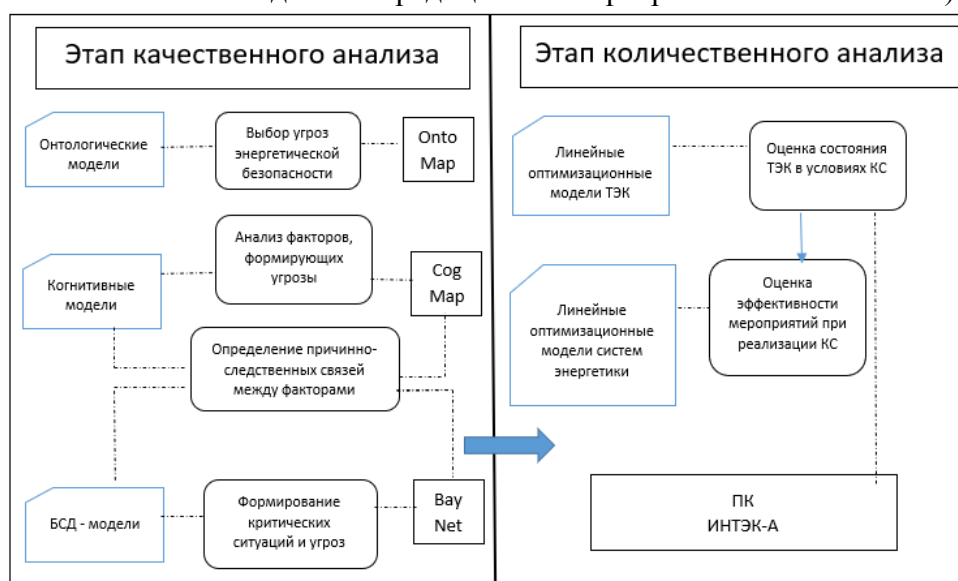 Этап качественного анализа
Онтологические
модели
Выбор угроз
энергетической
безопасности
Onto
Map
Когнитивные
модели
Анализ факторов,
формирующих
угрозы
Cog
Map
Определение причинно-
следственных связей
между факторами
БСД - модели
Формирование
критических
ситуаций и угроз
Bay
Net
Этап количественного анализа
Линейные
оптимизационные
модели ТЭК
Оценка состояния
ТЭК в условиях КС
Линейные
оптимизационные
модели систем
энергетики
Оценка
эффективности
мероприятий при
реализации КС
ПК
ИНТЭК-А